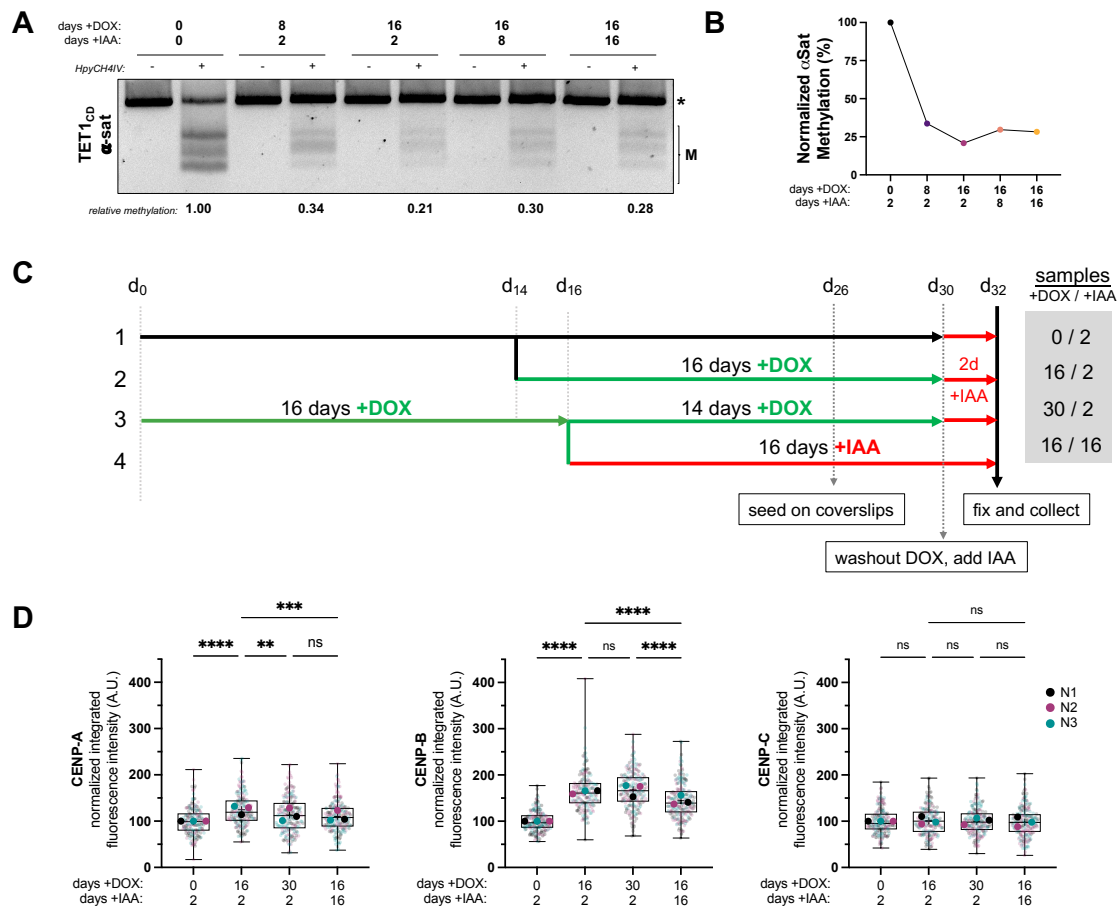 A
days +DOX: 0 8 16 16 16
days +IAA: 0 2 2 8 16
HpyCH4IV: - + - + - + - + - +
TET1CD
α-sat
*
M
relative methylation: 1.00 0.34 0.21 0.30 0.28
B
Normalized αSat
Methylation (%)
100
75
50
25
0
days +DOX: 0 8 16 16 16
days +IAA: 2 2 2 8 16
C
d0 d14 d16 d26 d30 d32
samples
+DOX / +IAA
1
0 / 2
2
16 days +DOX
2d
+IAA
16 / 2
3
16 days +DOX
14 days +DOX
30 / 2
4
16 days +IAA
16 / 16
seed on coverslips
fix and collect
washout DOX, add IAA
D
CENP-A
normalized integrated
fluorescence intensity (A.U.)
***
**** ** ns
400
300
200
100
0
days +DOX: 0 16 30 16
days +IAA: 2 2 2 16
CENP-B
normalized integrated
fluorescence intensity (A.U.)
****
**** ns ****
400
300
200
100
0
days +DOX: 0 16 30 16
days +IAA: 2 2 2 16
CENP-C
normalized integrated
fluorescence intensity (A.U.)
ns
ns ns ns
400
300
200
100
0
days +DOX: 0 16 30 16
days +IAA: 2 2 2 16
N1
N2
N3